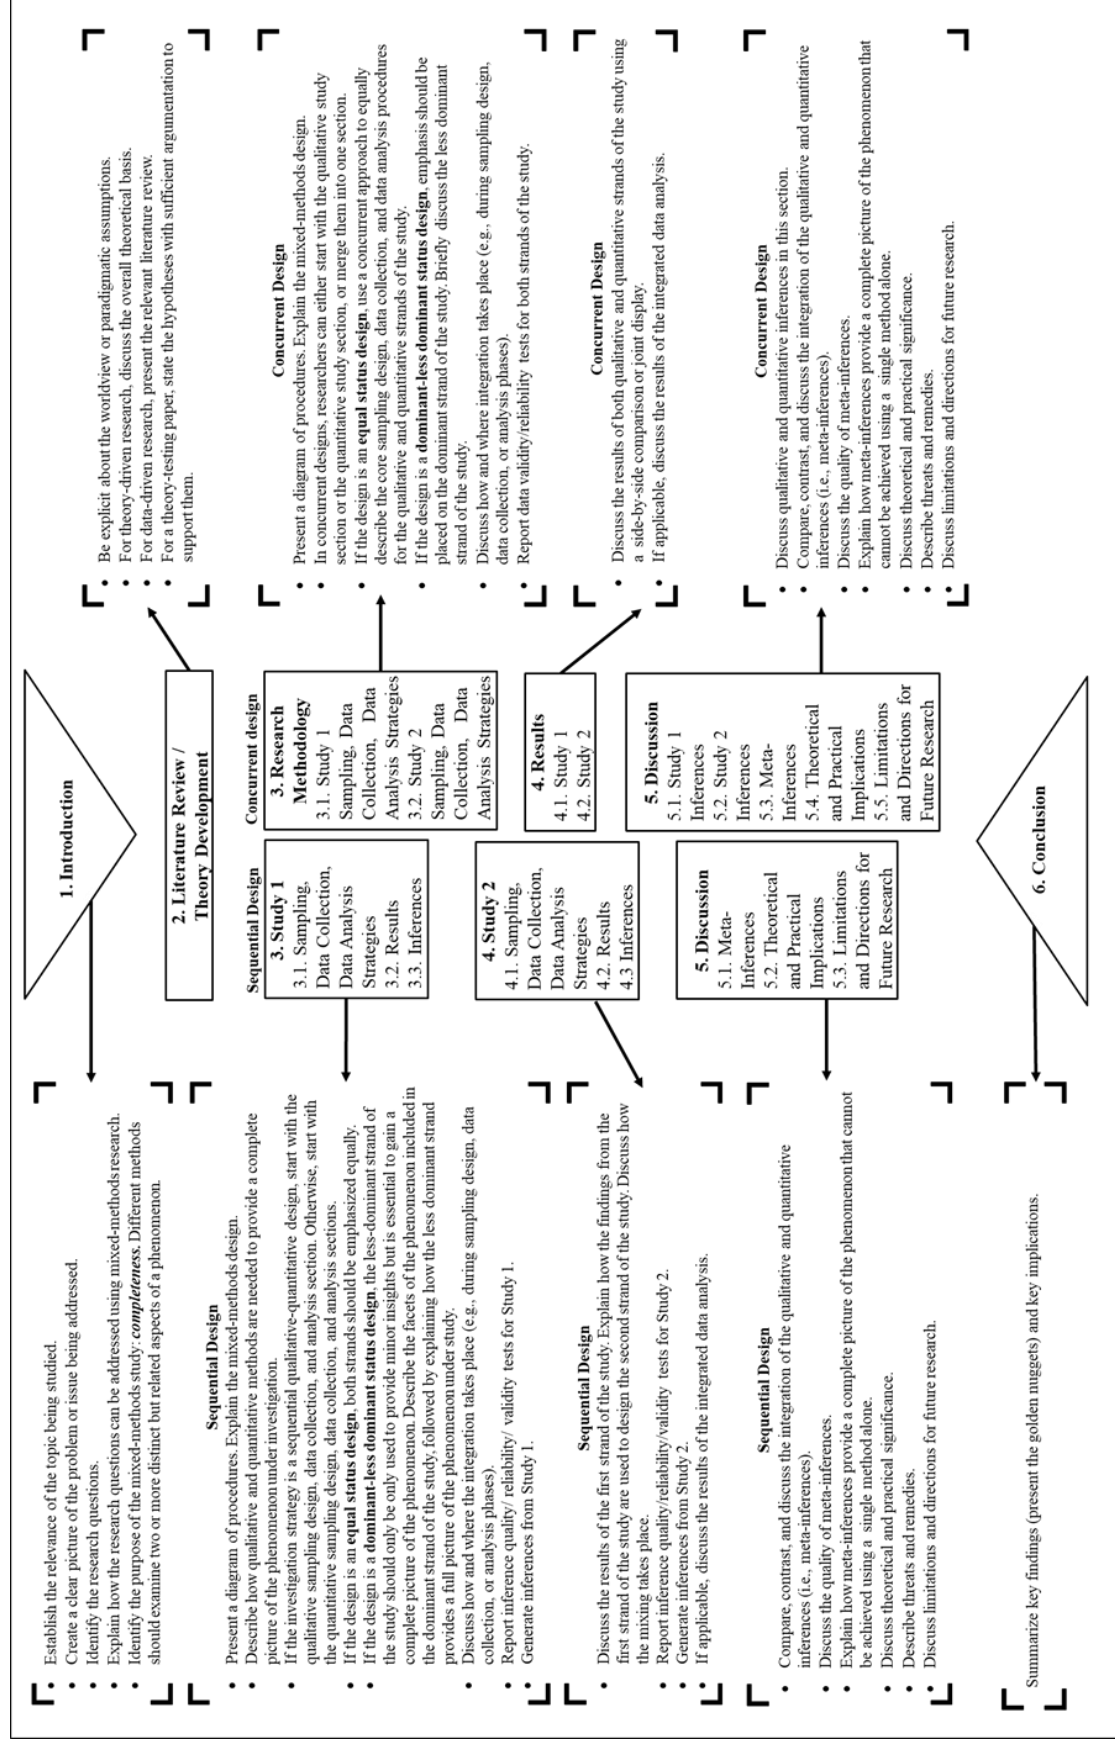 Establish the relevance of the topic being studied.
Create a clear picture of the problem or issue being addressed.
Identify the research questions.
Explain how the research questions can be addressed using mixed-methods research.
Identify the purpose of the mixed-methods study: completeness. Different methods
should examine two or more distinct but related aspects of a phenomenon.
Sequential Design
Present a diagram of procedures. Explain the mixed-methods design.
Describe how qualitative and quantitative methods are needed to provide a complete
picture of the phenomenon under investigation.
If the investigation strategy is a sequential qualitative-quantitative design, start with the
qualitative sampling design, data collection, and analysis section. Otherwise, start with
the quantitative sampling design, data collection, and analysis sections.
If the design is an equal status design, both strands should be emphasized equally.
If the design is a dominant-less dominant status design, the less-dominant strand of
the study should only be only used to provide minor insights but is essential to gain a
complete picture of the phenomenon. Describe the facets of the phenomenon included in
the dominant strand of the study, followed by explaining how the less dominant strand
provides a full picture of the phenomenon under study.
Discuss how and where the integration takes place (e.g., during sampling design, data
collection, or analysis phases).
Report inference quality/ reliability/ validity tests for Study 1.
Generate inferences from Study 1.
Sequential Design
Discuss the results of the first strand of the study. Explain how the findings from the
first strand of the study are used to design the second strand of the study. Discuss how
the mixing takes place.
Report inference quality/reliability/validity tests for Study 2.
Generate inferences from Study 2.
If applicable, discuss the results of the integrated data analysis.
Sequential Design
Compare, contrast, and discuss the integration of the qualitative and quantitative
inferences (i.e., meta-inferences).
Discuss the quality of meta-inferences.
Explain how meta-inferences provide a complete picture of the phenomenon that cannot
be achieved using a single method alone.
Discuss theoretical and practical significance.
Describe threats and remedies.
Discuss limitations and directions for future research.
Summarize key findings (present the golden nuggets) and key implications.
1. Introduction
2. Literature Review /
Theory Development
Sequential Design
3. Study 1
3.1. Sampling,
Data Collection,
Data Analysis
Strategies
3.2. Results
3.3. Inferences
4. Study 2
4.1. Sampling,
Data Collection,
Data Analysis
Strategies
4.2. Results
4.3 Inferences
5. Discussion
5.1. Meta-
Inferences
5.2. Theoretical
and Practical
Implications
5.3. Limitations
and Directions for
Future Research
Concurrent design
3. Research
Methodology
3.1. Study 1
Sampling, Data
Collection, Data
Analysis Strategies
3.2. Study 2
Sampling, Data
Collection, Data
Analysis Strategies
4. Results
4.1. Study 1
4.2. Study 2
5. Discussion
5.1. Study 1
Inferences
5.2. Study 2
Inferences
5.3. Meta-
Inferences
5.4. Theoretical
and Practical
Implications
5.5. Limitations
and Directions for
Future Research
6. Conclusion
Be explicit about the worldview or paradigmatic assumptions.
For theory-driven research, discuss the overall theoretical basis.
For data-driven research, present the relevant literature review.
For a theory-testing paper, state the hypotheses with sufficient argumentation to
support them.
Concurrent Design
Present a diagram of procedures. Explain the mixed-methods design.
In concurrent designs, researchers can either start with the qualitative study
section or the quantitative study section, or merge them into one section.
If the design is an equal status design, use a concurrent approach to equally
describe the core sampling design, data collection, and data analysis procedures
for the qualitative and quantitative strands of the study.
If the design is a dominant-less dominant status design, emphasis should be
placed on the dominant strand of the study. Briefly discuss the less dominant
strand of the study.
Discuss how and where integration takes place (e.g., during sampling design,
data collection, or analysis phases).
Report data validity/reliability tests for both strands of the study.
Concurrent Design
Discuss the results of both qualitative and quantitative strands of the study using
a side-by-side comparison or joint display.
If applicable, discuss the results of the integrated data analysis.
Concurrent Design
Discuss qualitative and quantitative inferences in this section.
Compare, contrast, and discuss the integration of the qualitative and quantitative
inferences (i.e., meta-inferences).
Discuss the quality of meta-inferences.
Explain how meta-inferences provide a complete picture of the phenomenon that
cannot be achieved using a single method alone.
Discuss theoretical and practical significance.
Describe threats and remedies.
Discuss limitations and directions for future research.